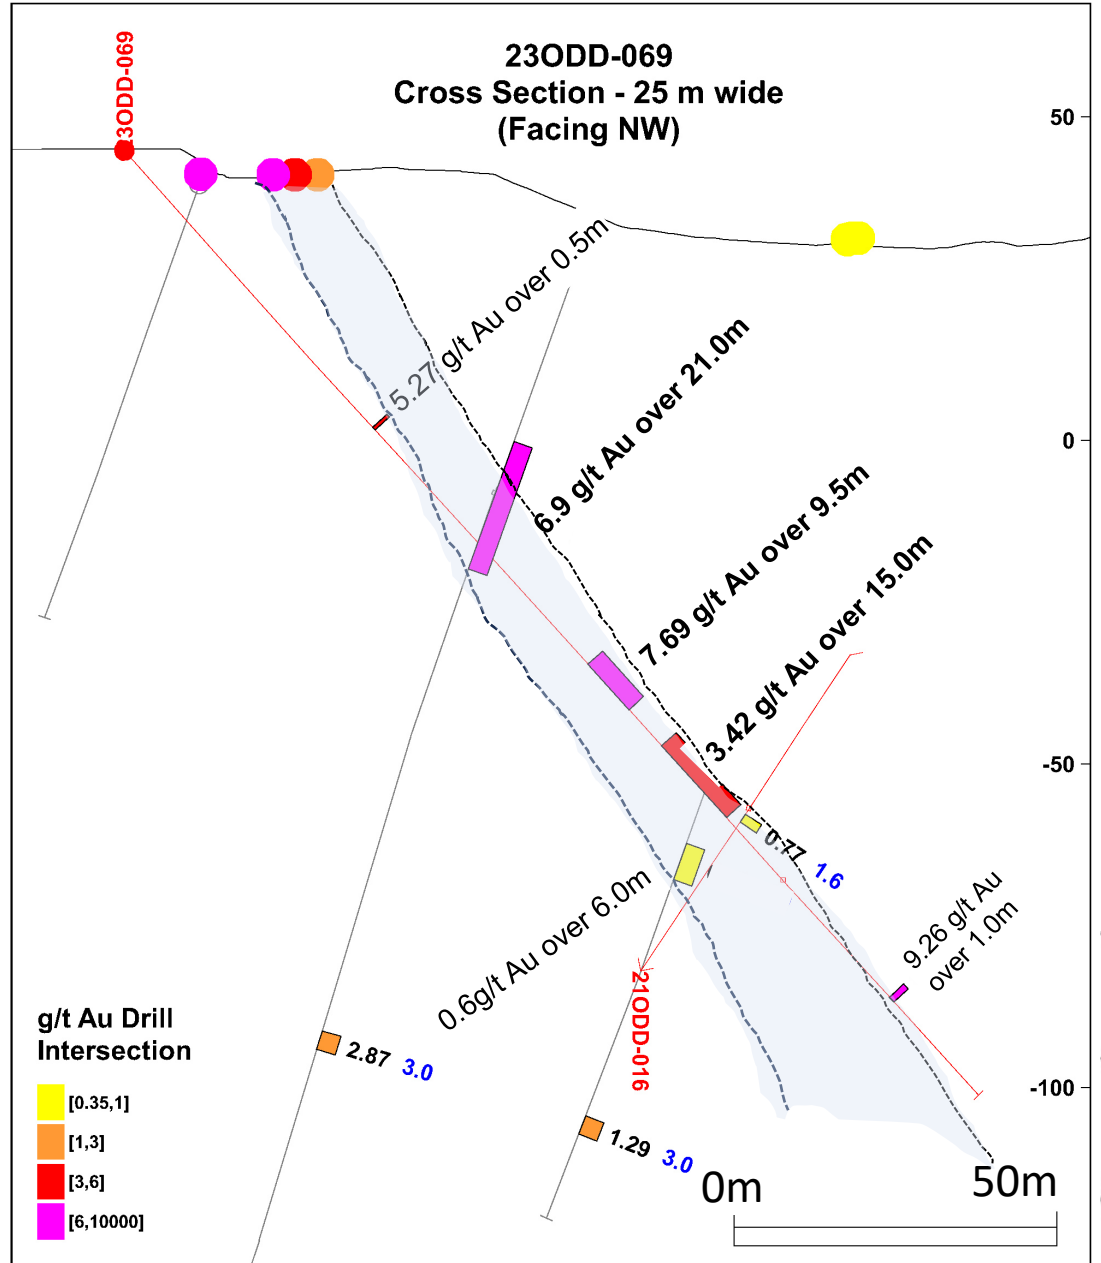 23ODD-069
Cross Section - 25 m wide
(Facing NW)
23ODD-069
50
5.27 g/t Au over 0.5m
6.9 g/t Au over 21.0m
0
7.69 g/t Au over 9.5m
3.42 g/t Au over 15.0m
-50
0.77 1.6
0.6g/t Au over 6.0m
9.26 g/t Au
over 1.0m
21ODD-016
2.87 3.0
1.29 3.0
-100
g/t Au Drill
Intersection
[0.35,1]
[1,3]
[3,6]
[6,10000]
0m
50m